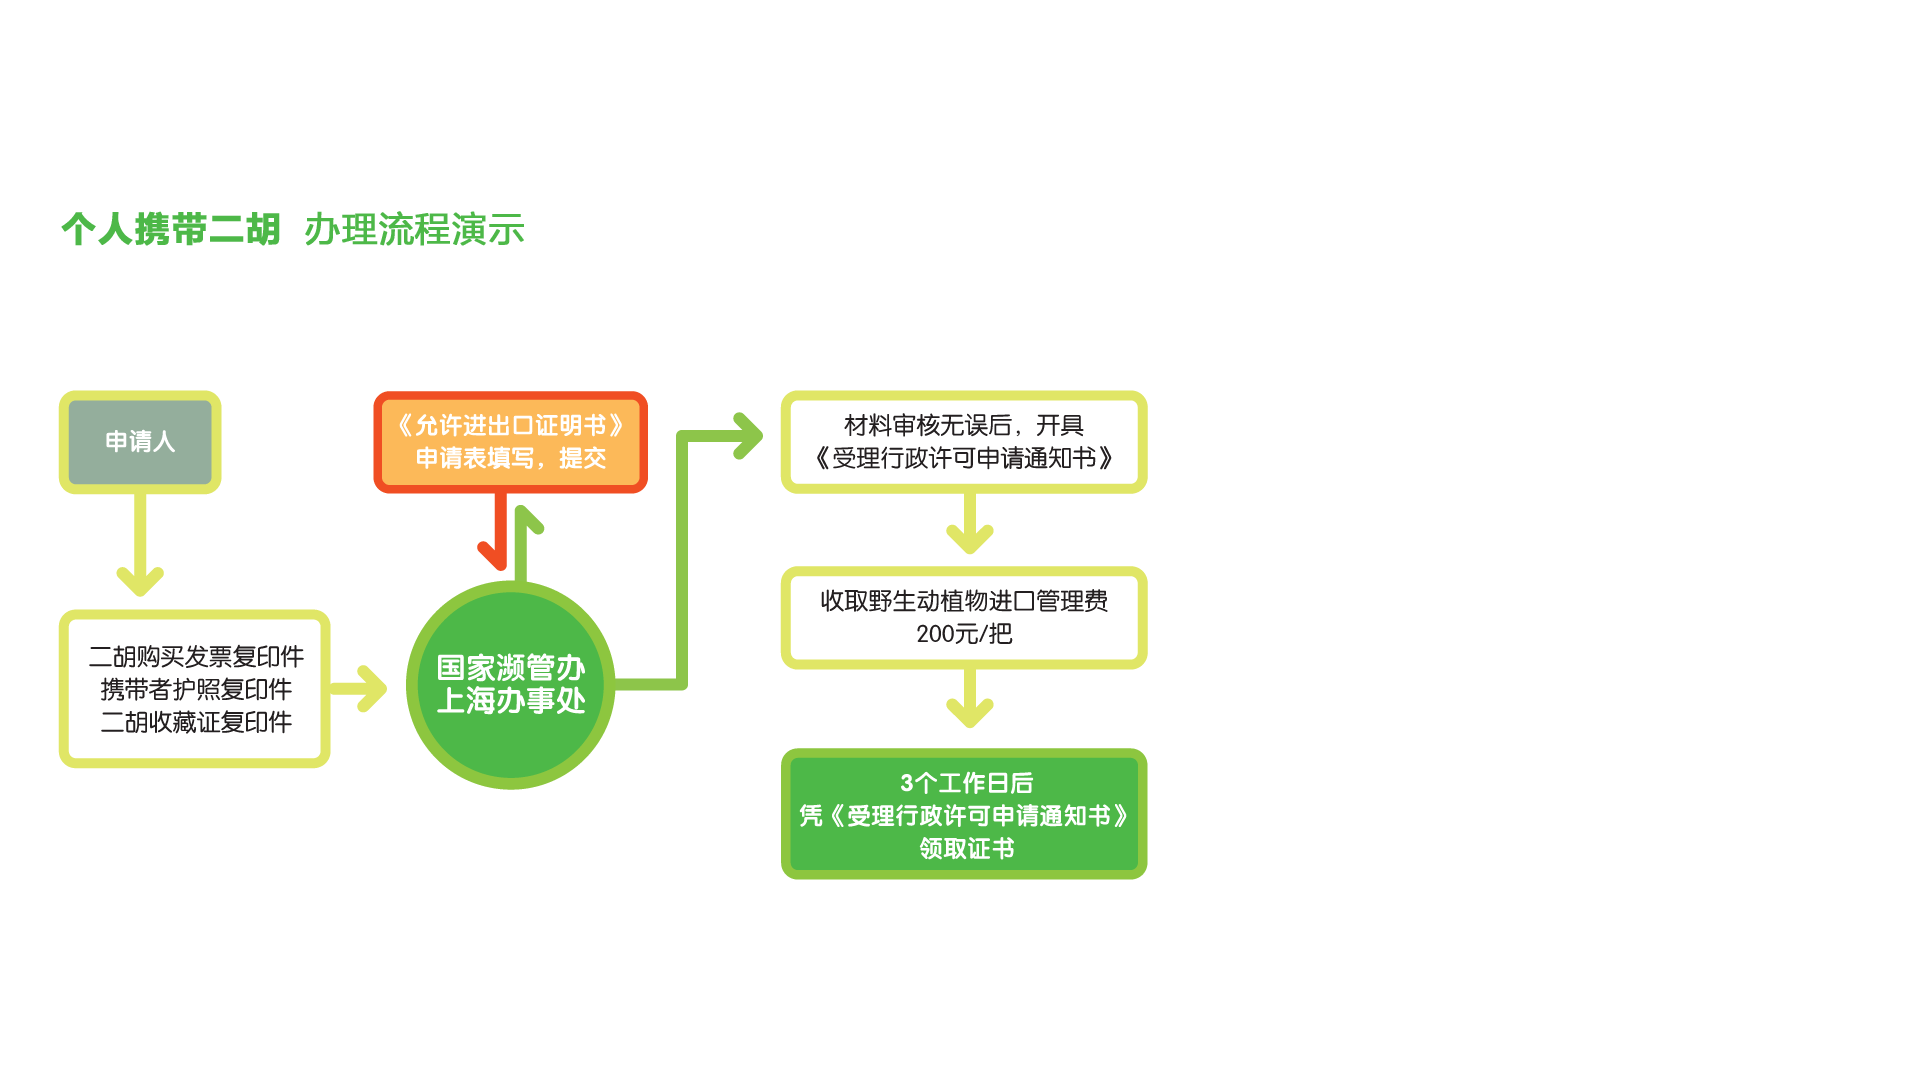 个人携带二胡 办理流程演示
申请人
二胡购买发票复印件
携带者护照复印件
二胡收藏证复印件
《允许进出口证明书》
申请表填写，提交
国家濒管办
上海办事处
材料审核无误后，开具
《受理行政许可申请通知书》
收取野生动植物进口管理费
200元/把
3个工作日后
凭《受理行政许可申请通知书》
领取证书